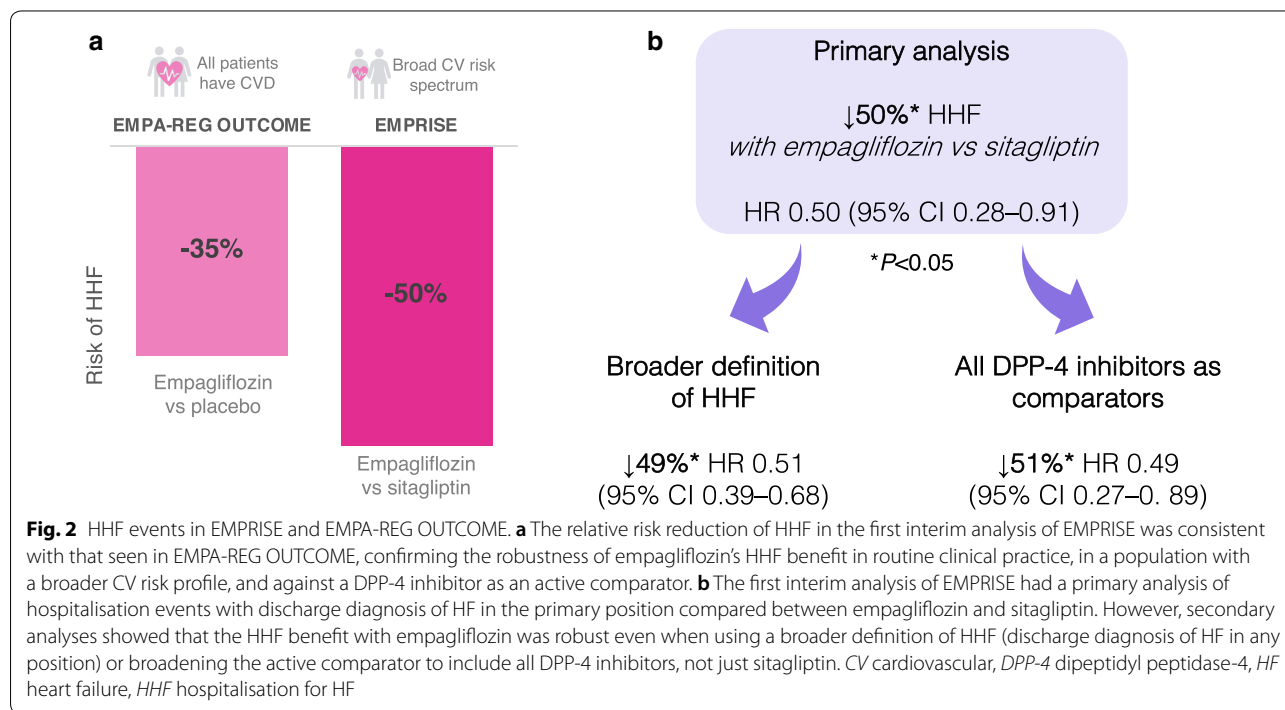 a
All patients
have CVD
EMPA-REG OUTCOME
Broad CV risk
spectrum
EMPRISE
Risk of HHF
-35%
-50%
Empagliflozin
vs placebo
Empagliflozin
vs sitagliptin
b
Primary analysis
↓50%* HHF
with empagliflozin vs sitagliptin
HR 0.50 (95% CI 0.28–0.91)
*P<0.05
Broader definition
of HHF
↓49%* HR 0.51
(95% CI 0.39–0.68)
All DPP-4 inhibitors as
comparators
↓51%* HR 0.49
(95% CI 0.27–0. 89)
Fig. 2 HHF events in EMPRISE and EMPA-REG OUTCOME. a The relative risk reduction of HHF in the first interim analysis of EMPRISE was consistent
with that seen in EMPA-REG OUTCOME, confirming the robustness of empagliflozin's HHF benefit in routine clinical practice, in a population with
a broader CV risk profile, and against a DPP-4 inhibitor as an active comparator. b The first interim analysis of EMPRISE had a primary analysis of
hospitalisation events with discharge diagnosis of HF in the primary position compared between empagliflozin and sitagliptin. However, secondary
analyses showed that the HHF benefit with empagliflozin was robust even when using a broader definition of HHF (discharge diagnosis of HF in any
position) or broadening the active comparator to include all DPP-4 inhibitors, not just sitagliptin. CV cardiovascular, DPP-4 dipeptidyl peptidase-4, HF
heart failure, HHF hospitalisation for HF